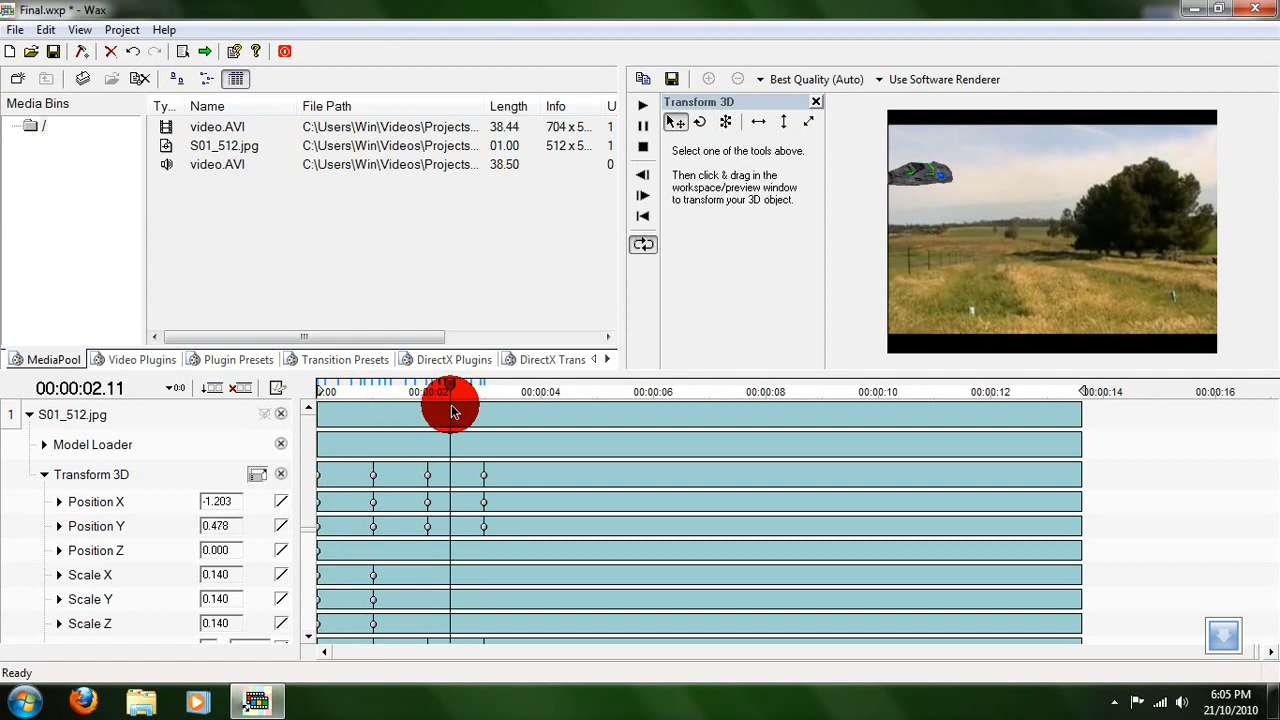 Final.wxp * - Wax
File Edit View Project Help
Best Quality (Auto) Use Software Renderer
Media Bins
/
Ty... Name File Path Length Info U
video.AVI C:\Users\Win\Videos\Projects... 38.44 704 x 5... 1
S01_512.jpg C:\Users\Win\Videos\Projects... 01.00 512 x 5... 1
video.AVI C:\Users\Win\Videos\Projects... 38.50 0
Transform 3D
Select one of the tools above.
Then click & drag in the
workspace/preview window
to transform your 3D object.
MediaPool Video Plugins Plugin Presets Transition Presets DirectX Plugins DirectX Trans
00:00:02.11
:00 00:00:02 00:00:04 00:00:06 00:00:08 00:00:10 00:00:12 00:00:14 00:00:16
1 S01_512.jpg
Model Loader
Transform 3D
Position X -1.203
Position Y 0.478
Position Z 0.000
Scale X 0.140
Scale Y 0.140
Scale Z 0.140
Ready
6:05 PM
21/10/2010